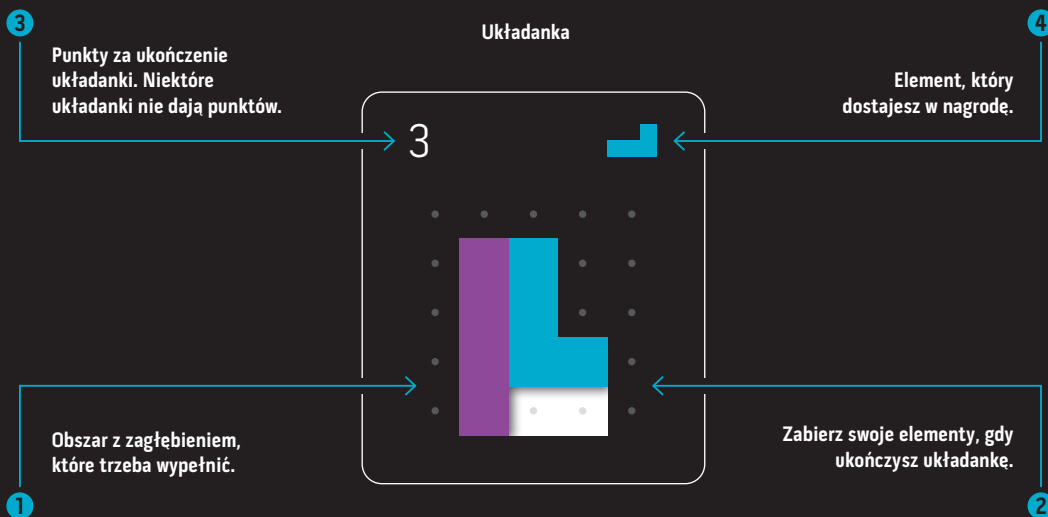 Układanka
3
Punkty za ukończenie
układanki. Niektóre
układanki nie dają punktów.
4
Element, który
dostajesz w nagrodę.
3
Obszar z zagłębieniem,
które trzeba wypełnić.
1
Zabierz swoje elementy, gdy
ukończysz układankę.
2